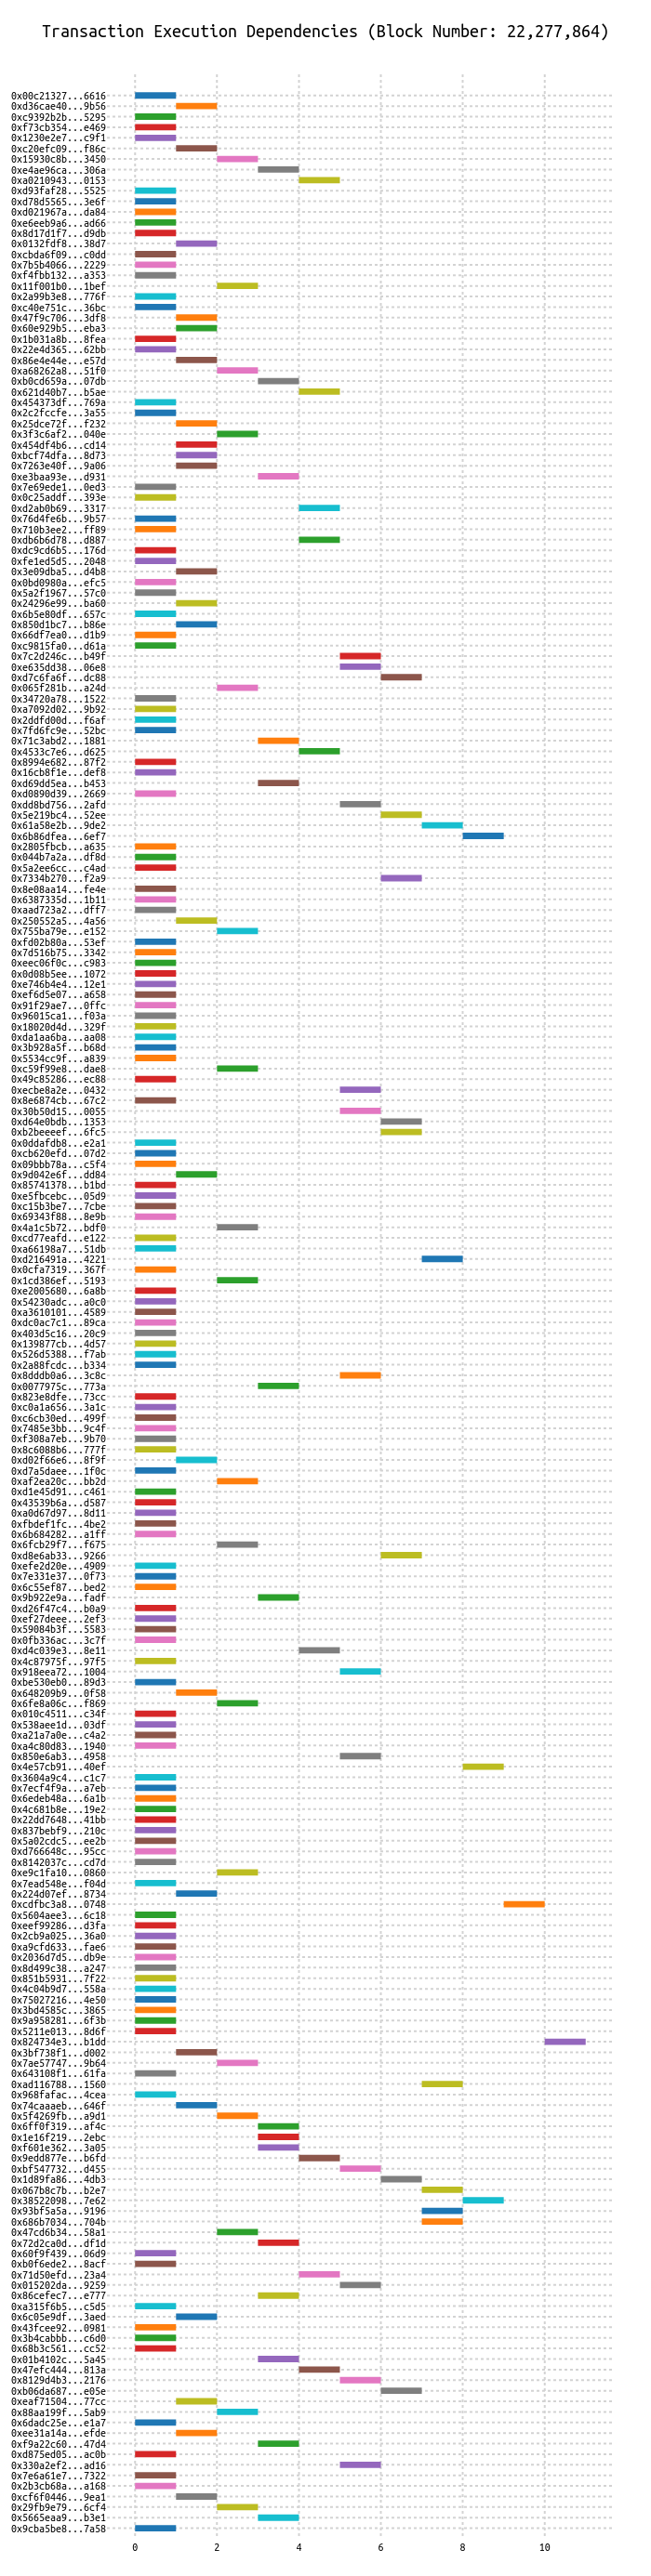 Transaction Execution Dependencies (Block Number: 22,277,864)
0x00c21327...6616
0xd36cae40...9b56
0xc9392b2b...5295
0xf73cb354...e469
0x1230e2e7...c9f1
0xc20efc09...f86c
0x15930c8b...3450
0xe4ae96ca...306a
0xa0210943...0153
0xd93faf28...5525
0xd78d5565...3e6f
0xd021967a...da84
0xe6eeb9a6...ad66
0x8d17d1f7...d9db
0x0132fdf8...38d7
0xcbda6f09...c0dd
0x7b5b4066...2229
0xf4fbb132...a353
0x11f001b0...1bef
0x2a99b3e8...776f
0xc40e751c...36bc
0x47f9c706...3df8
0x60e929b5...eba3
0x1b031a8b...8fea
0x22e4d365...62bb
0x86e4e44e...e57d
0xa68262a8...51f0
0xb0cd659a...07db
0x621d40b7...b5ae
0x454373df...769a
0x2c2fccfe...3a55
0x25dce72f...f232
0x3f3c6af2...040e
0x454df4b6...cd14
0xbcf74dfa...8d73
0x7263e40f...9a06
0xe3baa93e...d931
0x7e69ede1...0ed3
0x0c25addf...393e
0xd2ab0b69...3317
0x76d4fe6b...9b57
0x710b3ee2...ff89
0xdb6b6d78...d887
0xdc9cd6b5...176d
0xfe1ed5d5...2048
0x3e09dba5...d4b8
0x0bd0980a...efc5
0x5a2f1967...57c0
0x24296e99...ba60
0x6b5e80df...657c
0x850d1bc7...b86e
0x66df7ea0...d1b9
0xc9815fa0...d61a
0x7c2d246c...b49f
0xe635dd38...06e8
0xd7c6fa6f...dc88
0x065f281b...a24d
0x34720a78...1522
0xa7092d02...9b92
0x2ddfd00d...f6af
0x7fd6fc9e...52bc
0x71c3abd2...1881
0x4533c7e6...d625
0x8994e682...87f2
0x16cb8f1e...def8
0xd69dd5ea...b453
0xd0890d39...2669
0xdd8bd756...2afd
0x5e219bc4...52ee
0x61a58e2b...9de2
0x6b86dfea...6ef7
0x2805fbcb...a635
0x044b7a2a...df8d
0x5a2ee6cc...c4ad
0x7334b270...f2a9
0x8e08aa14...fe4e
0x6387335d...1b11
0xaad723a2...dff7
0x250552a5...4a56
0x755ba79e...e152
0xfd02b80a...53ef
0x7d516b75...3342
0xeec06f0c...c983
0x0d08b5ee...1072
0xe746b4e4...12e1
0xef6d5e07...a658
0x91f29ae7...0ffc
0x96015ca1...f03a
0x18020d4d...329f
0xda1aa6ba...aa08
0x3b928a5f...b68d
0x5534cc9f...a839
0xc59f99e8...dae8
0x49c85286...ec88
0xecbe8a2e...0432
0x8e6874cb...67c2
0x30b50d15...0055
0xd64e0bdb...1353
0xb2beeeef...6fc5
0x0ddafdb8...e2a1
0xcb620efd...07d2
0x09bbb78a...c5f4
0x9d042e6f...dd84
0x85741378...b1bd
0xe5fbcebc...05d9
0xc15b3be7...7cbe
0x69343f88...8e9b
0x4a1c5b72...bdf0
0xcd77eafd...e122
0xa66198a7...51db
0xd216491a...4221
0x0cfa7319...367f
0x1cd386ef...5193
0xe2005680...6a8b
0x54230adc...a0c0
0xa3610101...4589
0xdc0ac7c1...89ca
0x403d5c16...20c9
0x139877cb...4d57
0x526d5388...f7ab
0x2a88fcdc...b334
0x8dddb0a6...3c8c
0x0077975c...773a
0x823e8dfe...73cc
0xc0a1a656...3a1c
0xc6cb30ed...499f
0x7485e3bb...9c4f
0xf308a7eb...9b70
0x8c6088b6...777f
0xd02f66e6...8f9f
0xd7a5daee...1f0c
0xaf2ea20c...bb2d
0xd1e45d91...c461
0x43539b6a...d587
0xa0d67d97...8d11
0xfbdef1fc...4be2
0x6b684282...a1ff
0x6fcb29f7...f675
0xd8e6ab33...9266
0xefe2d20e...4909
0x7e331e37...0f73
0x6c55ef87...bed2
0x9b922e9a...fadf
0xd26f47c4...b0a9
0xef27deee...2ef3
0x59084b3f...5583
0x0fb336ac...3c7f
0xd4c039e3...8e11
0x4c87975f...97f5
0x918eea72...1004
0xbe530eb0...89d3
0x648209b9...0f58
0x6fe8a06c...f869
0x010c4511...c34f
0x538aee1d...03df
0xa21a7a0e...c4a2
0xa4c80d83...1940
0x850e6ab3...4958
0x4e57cb91...40ef
0x3604a9c4...c1c7
0x7ecf4f9a...a7eb
0x6edeb48a...6a1b
0x4c681b8e...19e2
0x22dd7648...41bb
0x837bebf9...210c
0x5a02cdc5...ee2b
0xd766648c...95cc
0x8142037c...cd7d
0xe9c1fa10...0860
0x7ead548e...f04d
0x224d07ef...8734
0xcdfbc3a8...0748
0x5604aee3...6c18
0xeef99286...d3fa
0x2cb9a025...36a0
0xa9cfd633...fae6
0x2036d7d5...db9e
0x8d499c38...a247
0x851b5931...7f22
0x4c04b9d7...558a
0x75027216...4e50
0x3bd4585c...3865
0x9a958281...6f3b
0x5211e013...8d6f
0x824734e3...b1dd
0x3bf738f1...d002
0x7ae57747...9b64
0x643108f1...61fa
0xad116788...1560
0x968fafac...4cea
0x74caaaeb...646f
0x5f4269fb...a9d1
0x6ff0f319...af4c
0x1e16f219...2ebc
0xf601e362...3a05
0x9edd877e...b6fd
0xbf547732...d455
0x1d89fa86...4db3
0x067b8c7b...b2e7
0x38522098...7e62
0x93bf5a5a...9196
0x686b7034...704b
0x47cd6b34...58a1
0x72d2ca0d...df1d
0x60f9f439...06d9
0xb0f6ede2...8acf
0x71d50efd...23a4
0x015202da...9259
0x86cefec7...e777
0xa315f6b5...c5d5
0x6c05e9df...3aed
0x43fcee92...0981
0x3b4cabbb...c6d0
0x68b3c561...cc52
0x01b4102c...5a45
0x47efc444...813a
0x8129d4b3...2176
0xb06da687...e05e
0xeaf71504...77cc
0x88aa199f...5ab9
0x6dadc25e...e1a7
0xee31a14a...efde
0xf9a22c60...47d4
0xd875ed05...ac0b
0x330a2ef2...ad16
0x7e6a61e7...7322
0x2b3cb68a...a168
0xcf6f0446...9ea1
0x29fb9e79...6cf4
0x5665eaa9...b3e1
0x9cba5be8...7a58
0 2 4 6 8 10